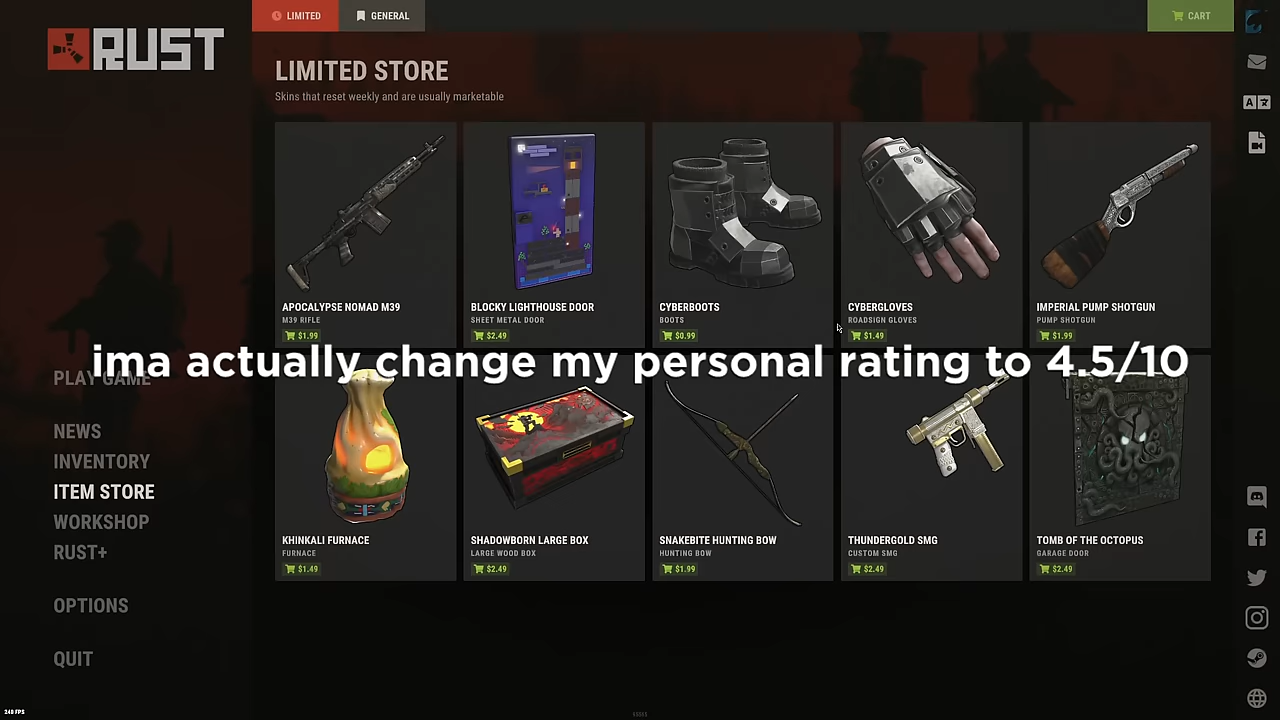 RUST
LIMITED
GENERAL
CART
LIMITED STORE
Skins that reset weekly and are usually marketable
APOCALYPSE NOMAD M39
M39 RIFLE
$1.99
BLOCKY LIGHTHOUSE DOOR
SHEET METAL DOOR
$2.49
CYBERBOOTS
BOOTS
$0.99
CYBERGLOVES
ROADSIGN GLOVES
$1.49
IMPERIAL PUMP SHOTGUN
PUMP SHOTGUN
$1.99
ima actually change my personal rating to 4.5/10
PLAY GAME
NEWS
INVENTORY
ITEM STORE
WORKSHOP
RUST+
OPTIONS
QUIT
KHINKALI FURNACE
FURNACE
$1.49
SHADOWBORN LARGE BOX
LARGE WOOD BOX
$2.49
SNAKEBITE HUNTING BOW
HUNTING BOW
$1.99
THUNDERGOLD SMG
CUSTOM SMG
$2.49
TOMB OF THE OCTOPUS
GARAGE DOOR
$2.49
240 FPS